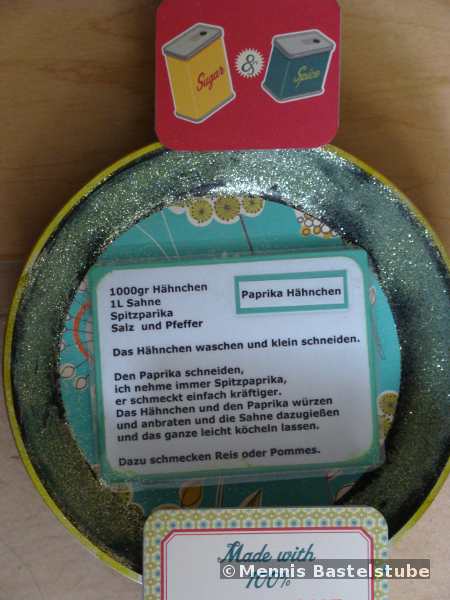 Sugar
&
Spice
Paprika Hähnchen
1000gr Hähnchen
1L Sahne
Spitzparika
Salz und Pfeffer
Das Hähnchen waschen und klein schneiden.
Den Paprika schneiden,
ich nehme immer Spitzpaprika,
er schmeckt einfach kräftiger.
Das Hähnchen und den Paprika würzen
und anbraten und die Sahne dazugießen
und das ganze leicht köcheln lassen.
Dazu schmecken Reis oder Pommes.
Made with
100%
©Mennis Bastelstube